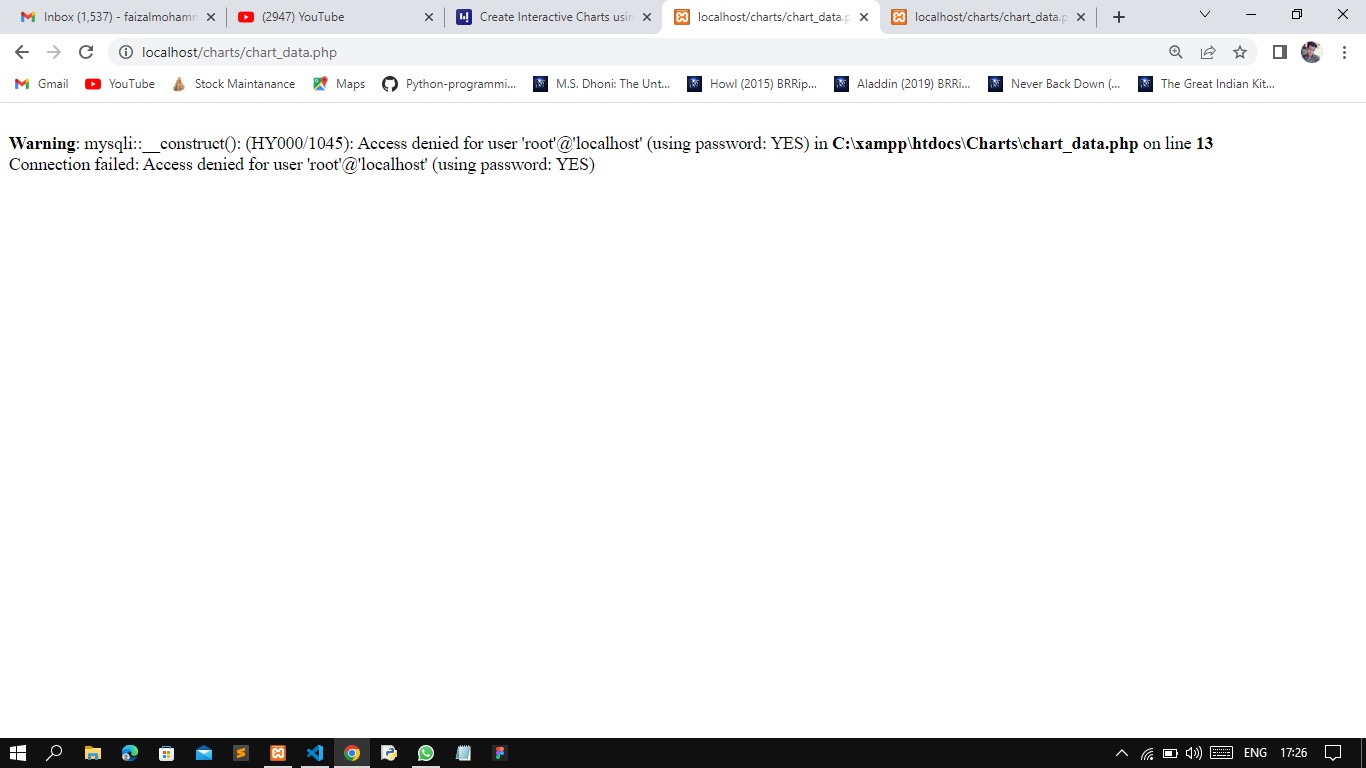 Inbox (1,537) - faizalmohamm
(2947) YouTube
Create Interactive Charts usin
localhost/charts/chart_data.p
localhost/charts/chart_data.p
localhost/charts/chart_data.php
Gmail YouTube Stock Maintanance Maps Python-programmi... M.S. Dhoni: The Unt... Howl (2015) BRRip... Aladdin (2019) BRRi... Never Back Down (... The Great Indian Kit...
Warning: mysqli::__construct(): (HY000/1045): Access denied for user 'root'@'localhost' (using password: YES) in C:\xampp\htdocs\Charts\chart_data.php on line 13
Connection failed: Access denied for user 'root'@'localhost' (using password: YES)
ENG 17:26